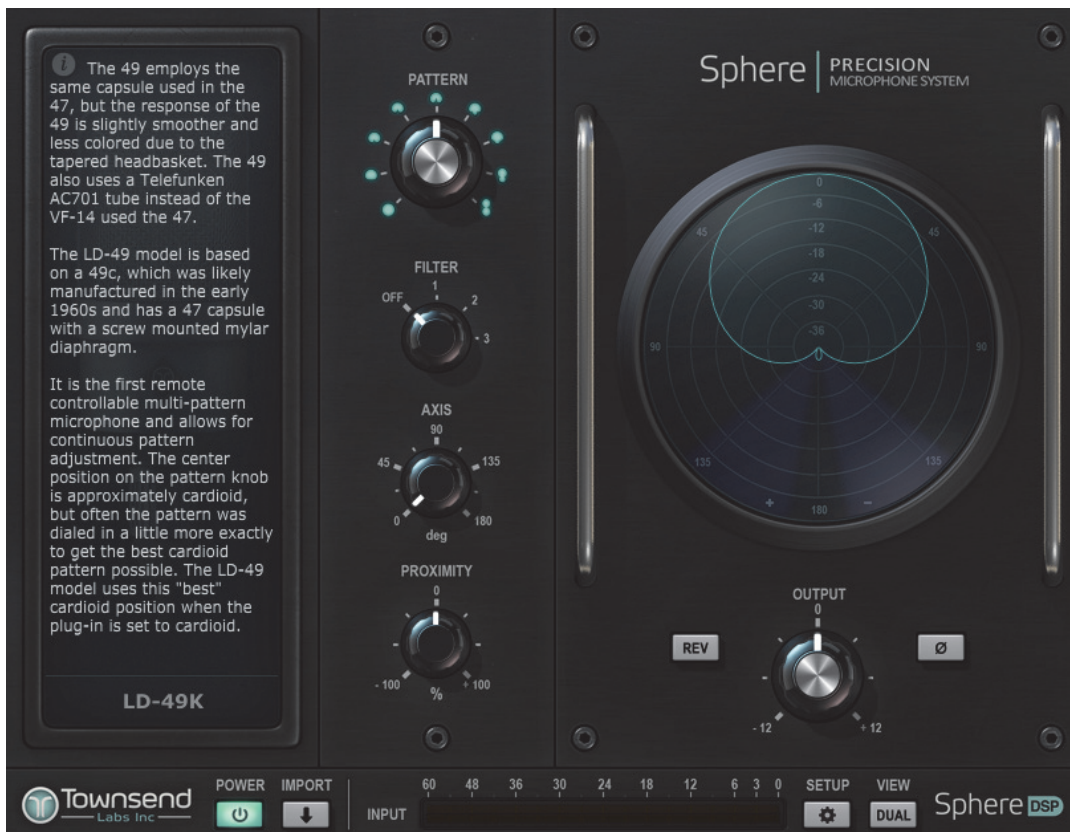 i The 49 employs the
same capsule used in the
47, but the response of the
49 is slightly smoother and
less colored due to the
tapered headbasket. The 49
also uses a Telefunken
AC701 tube instead of the
VF-14 used the 47.
The LD-49 model is based
on a 49c, which was likely
manufactured in the early
1960s and has a 47 capsule
with a screw mounted mylar
diaphragm.
It is the first remote
controllable multi-pattern
microphone and allows for
continuous pattern
adjustment. The center
position on the pattern knob
is approximately cardioid,
but often the pattern was
dialed in a little more exactly
to get the best cardioid
pattern possible. The LD-49
model uses this "best"
cardioid position when the
plug-in is set to cardioid.
LD-49K
PATTERN
FILTER
OFF 1 2 3
AXIS
0 45 90 135 180
deg
PROXIMITY
0
- 100 % + 100
Sphere PRECISION
MICROPHONE SYSTEM
0
-6
-12
-18
-24
-30
-36
45 45
90 90
135 135
+ 180 -
OUTPUT
0
- 12 + 12
REV
Ø
Townsend
Labs Inc
POWER
IMPORT
60 48 36 30 24 18 12 6 3 0
INPUT
SETUP
VIEW
DUAL
Sphere DSP